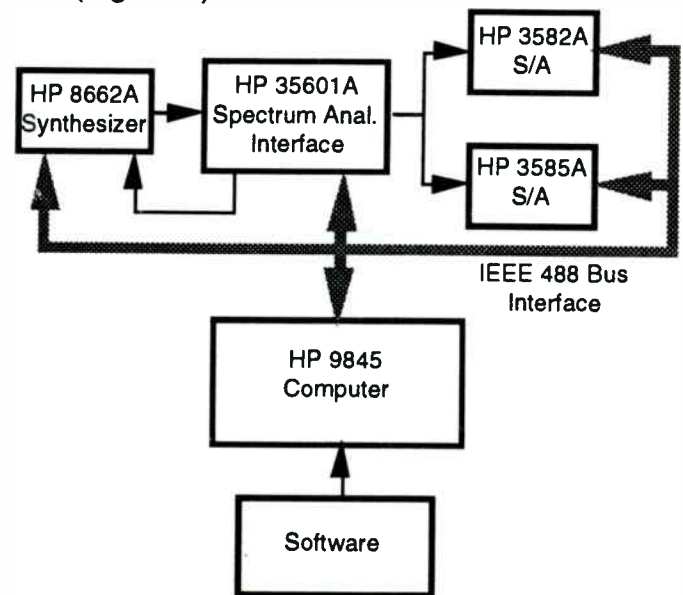 HP 8662A
Synthesizer
HP 35601A
Spectrum Anal.
Interface
HP 3582A
S/A
HP 3585A
S/A
IEEE 488 Bus
Interface
HP 9845
Computer
Software